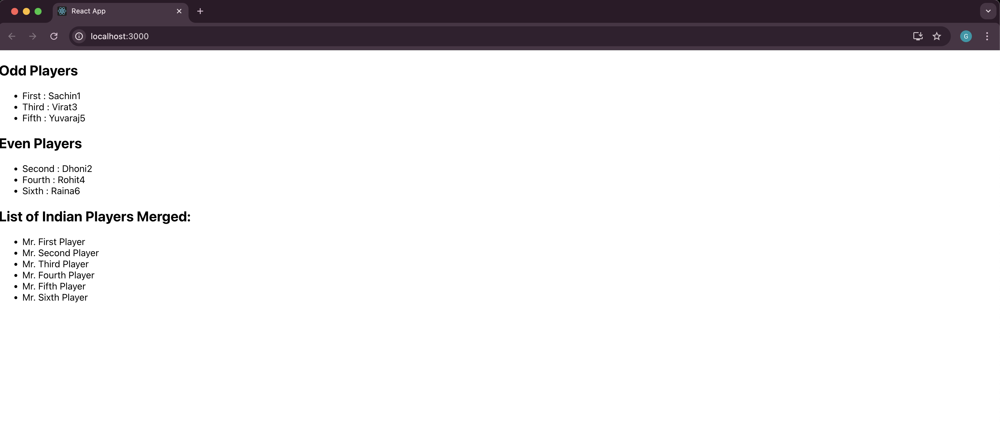 React App
localhost:3000
G
Odd Players
First : Sachin1
Third : Virat3
Fifth : Yuvaraj5
Even Players
Second : Dhoni2
Fourth : Rohit4
Sixth : Raina6
List of Indian Players Merged:
Mr. First Player
Mr. Second Player
Mr. Third Player
Mr. Fourth Player
Mr. Fifth Player
Mr. Sixth Player